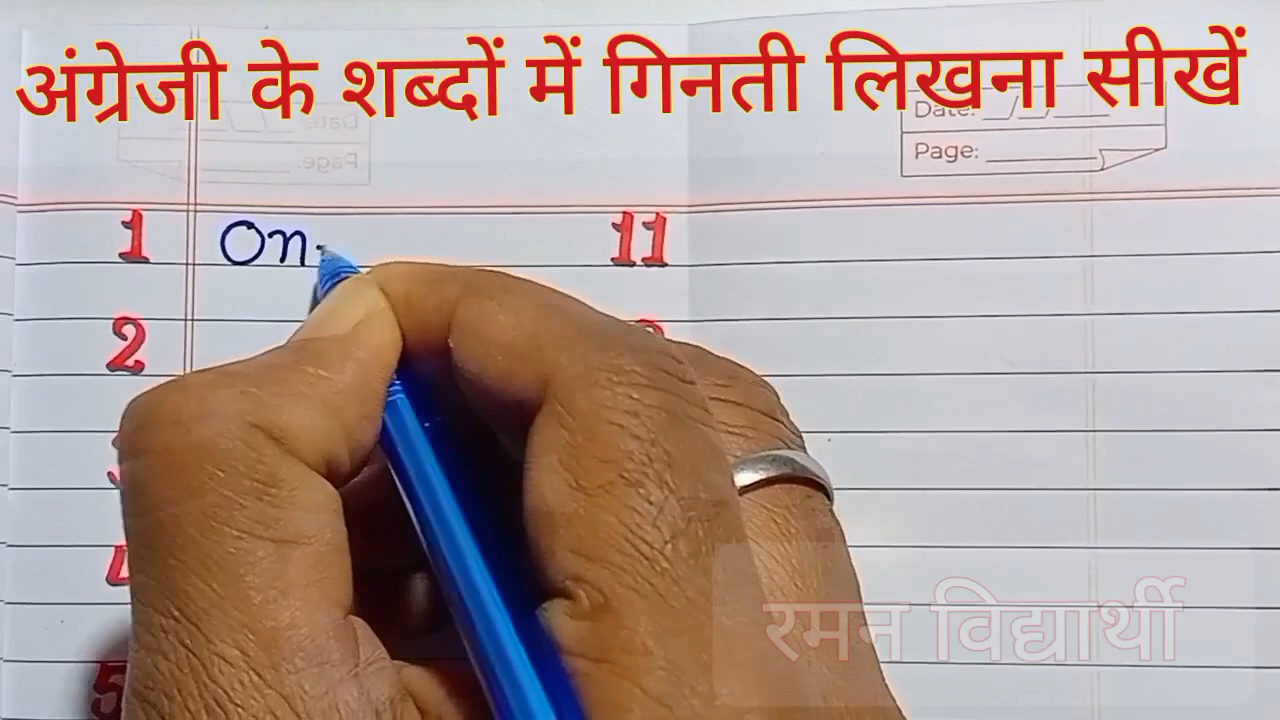 अंग्रेजी के शब्दों में गिनती लिखना सीखें
Date:
Page:
1 On 11
2
5
रमन विद्यार्थी